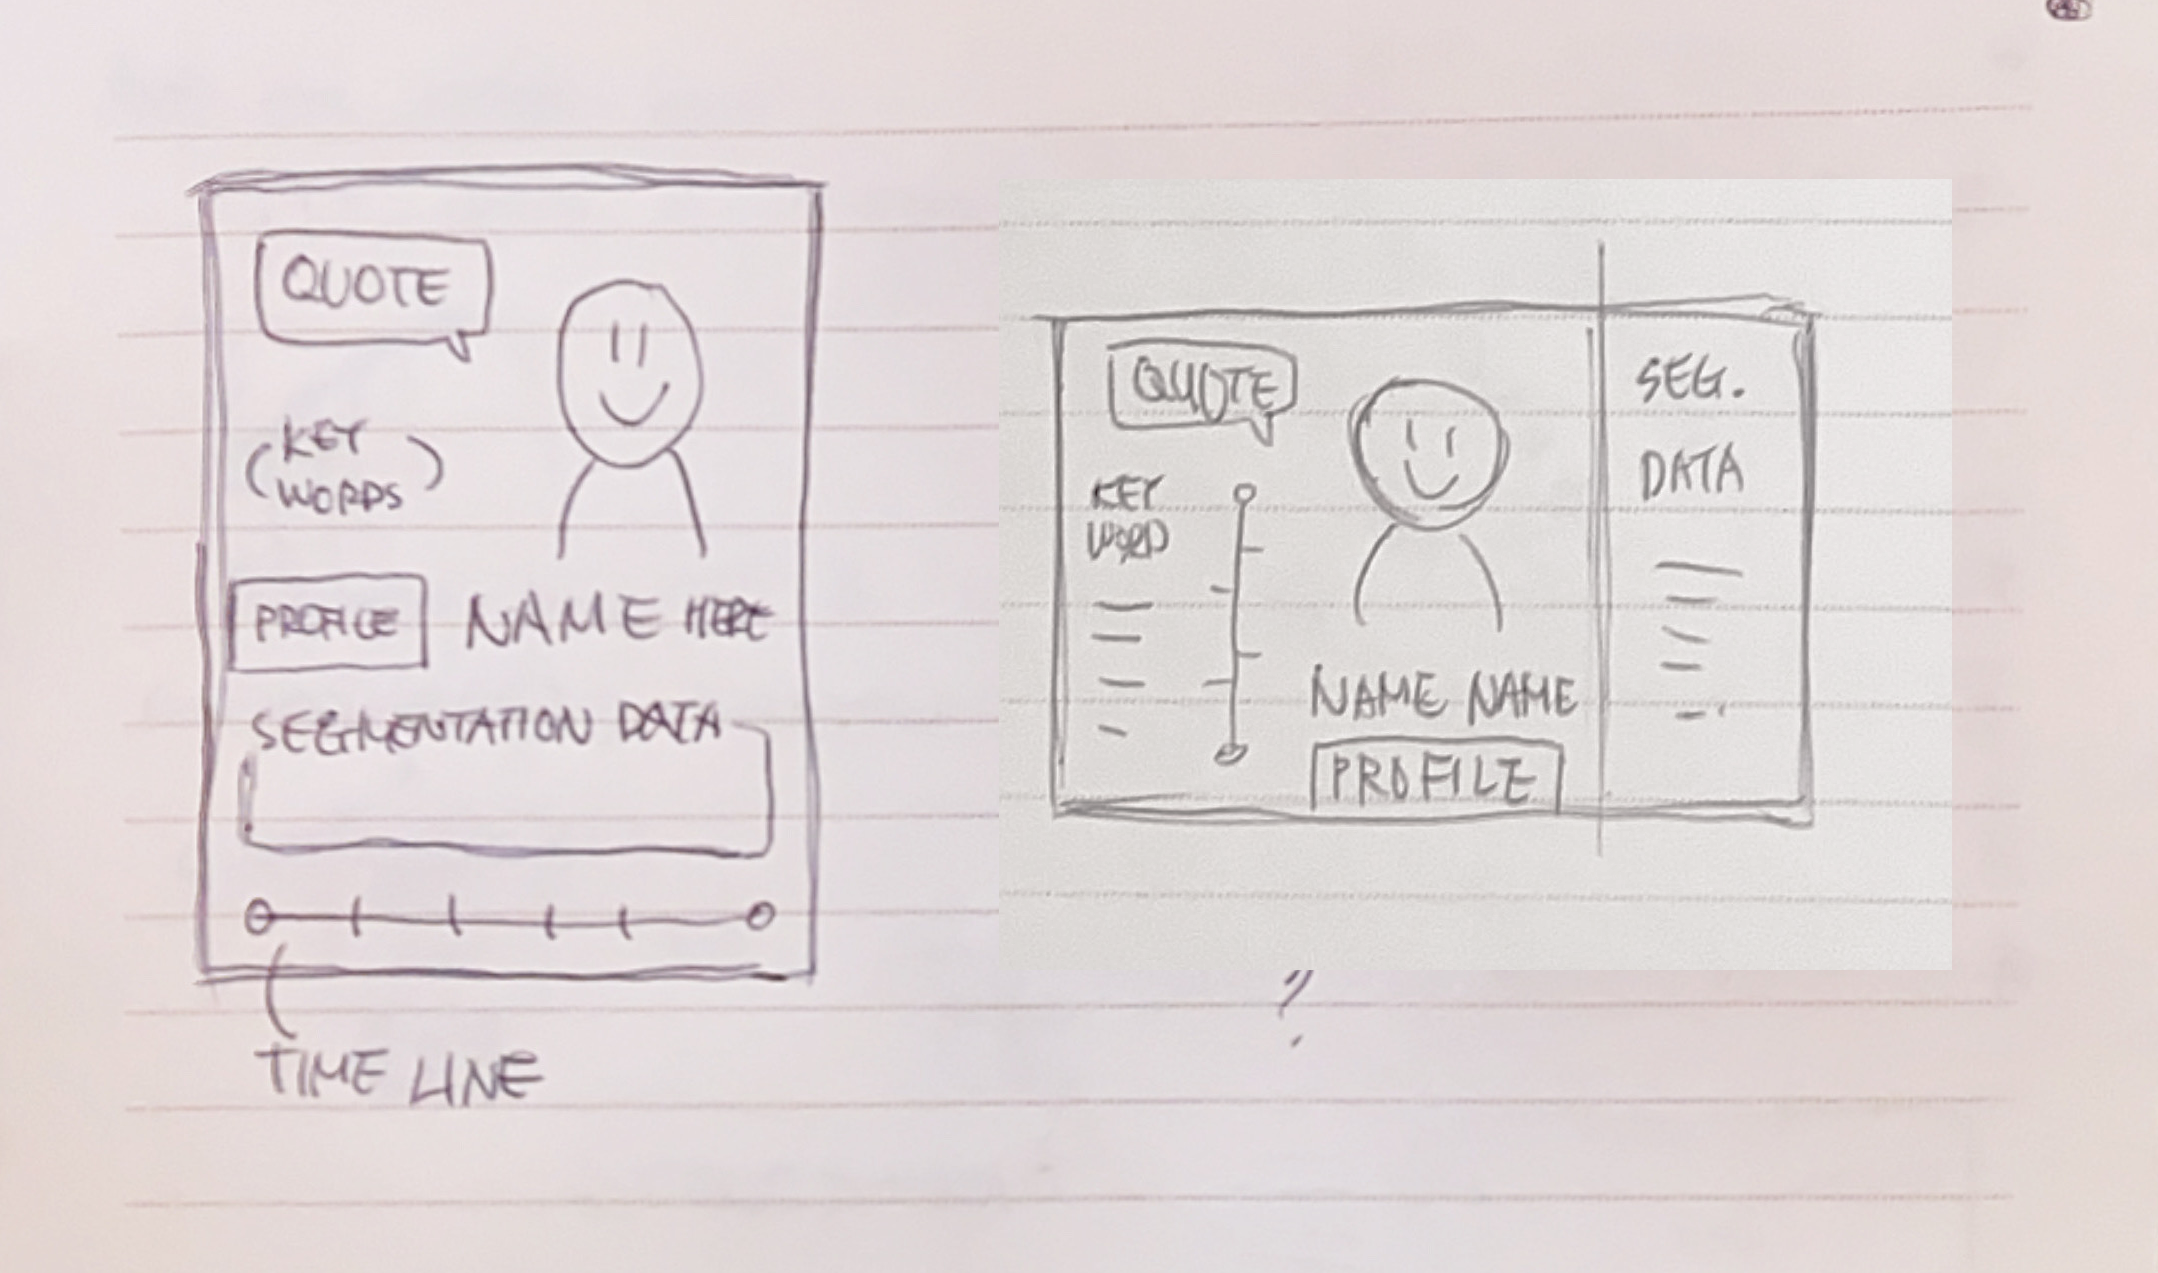 QUOTE
(KEY
WORDS)
PROFILE
NAME HERE
SEGMENTATION DATA
TIME LINE
QUOTE
KEY
WORD
NAME NAME
PROFILE
SEG.
DATA
?